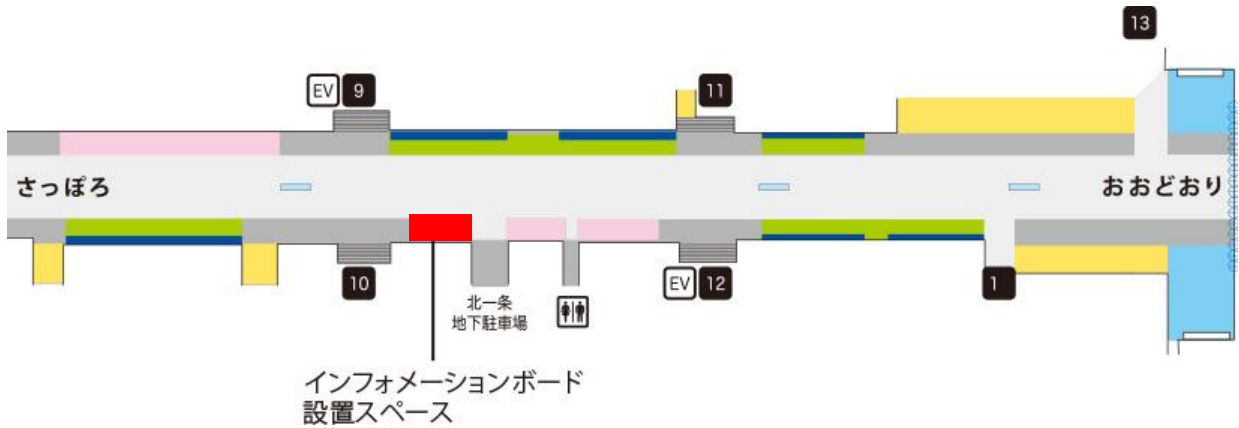 13
EV 9
11
さっぽろ
おおどおり
10
EV 12
1
北一条
地下駐車場
インフォメーションボード
設置スペース